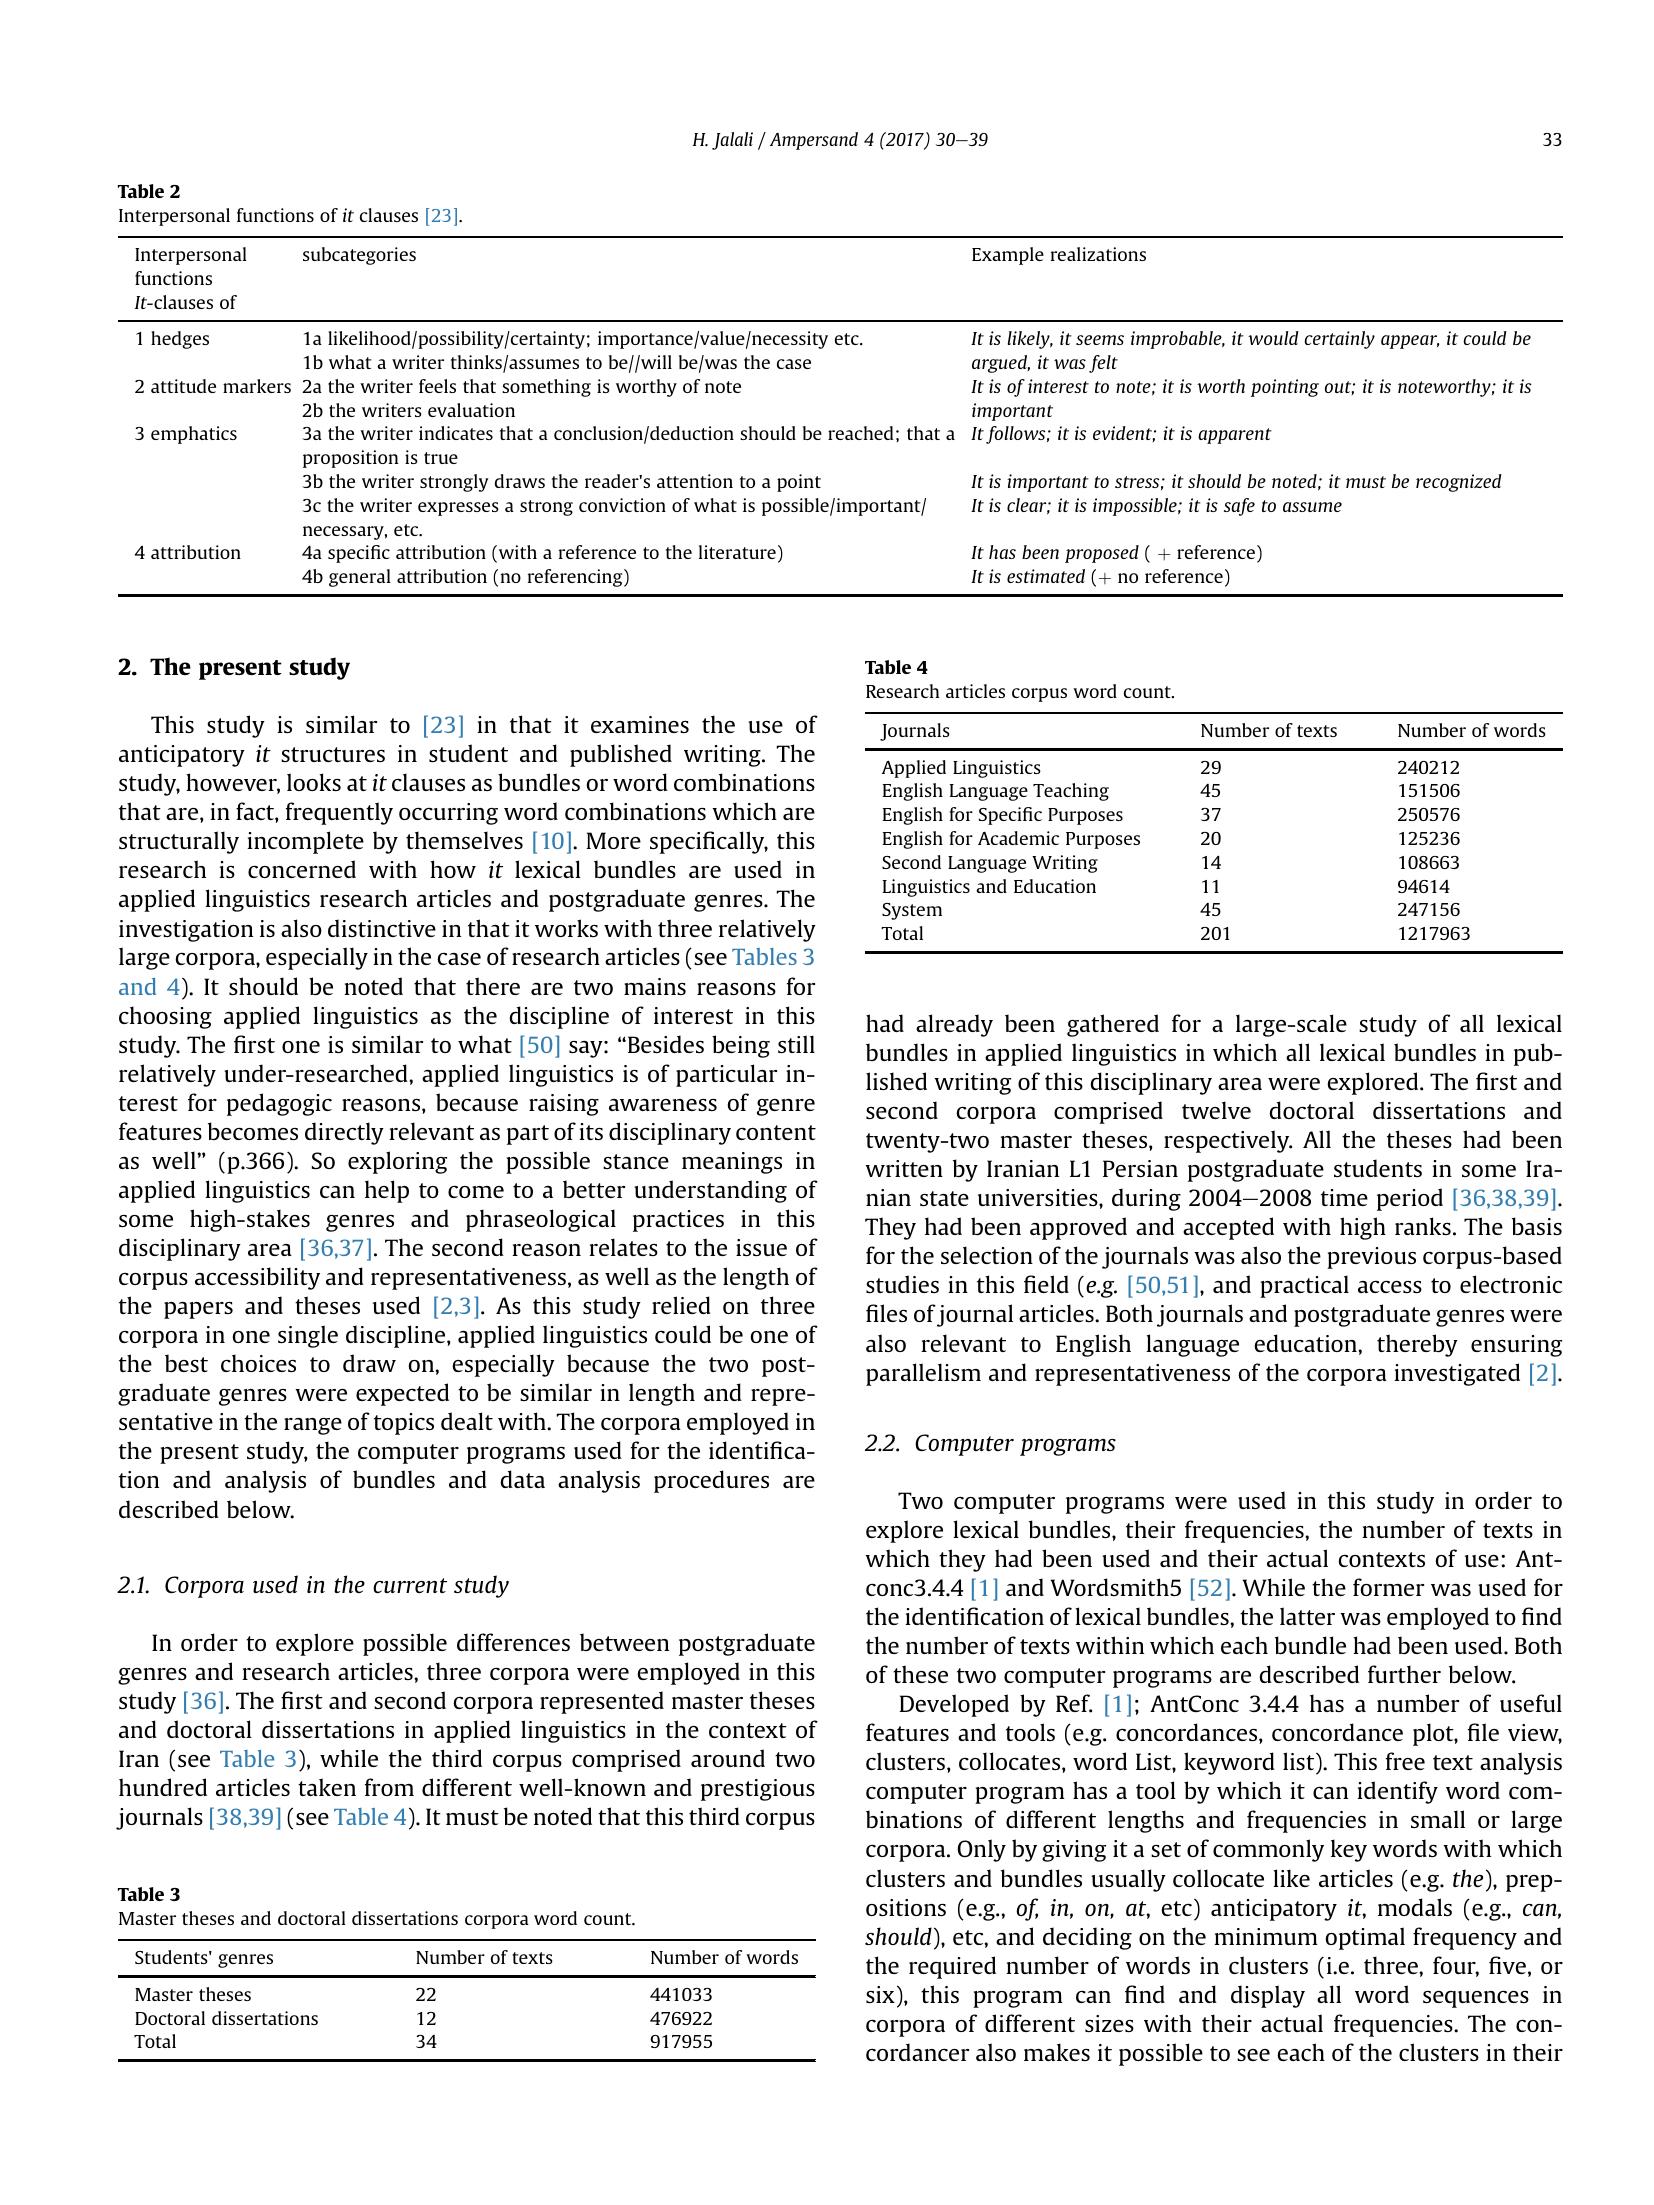 H. Jalali / Ampersand 4 (2017) 30–39
33
Table 2
Interpersonal functions of it clauses [23].
Interpersonal
functions
It-clauses of
subcategories
Example realizations
1 hedges
1a likelihood/possibility/certainty; importance/value/necessity etc.
1b what a writer thinks/assumes to be//will be/was the case
It is likely, it seems improbable, it would certainly appear, it could be
argued, it was felt
2 attitude markers
2a the writer feels that something is worthy of note
2b the writers evaluation
It is of interest to note; it is worth pointing out; it is noteworthy; it is
important
3 emphatics
3a the writer indicates that a conclusion/deduction should be reached; that a
proposition is true
It follows; it is evident; it is apparent
3b the writer strongly draws the reader's attention to a point
It is important to stress; it should be noted; it must be recognized
3c the writer expresses a strong conviction of what is possible/important/
necessary, etc.
It is clear; it is impossible; it is safe to assume
4 attribution
4a specific attribution (with a reference to the literature)
It has been proposed ( + reference)
4b general attribution (no referencing)
It is estimated (+ no reference)
2. The present study
This study is similar to [23] in that it examines the use of
anticipatory it structures in student and published writing. The
study, however, looks at it clauses as bundles or word combinations
that are, in fact, frequently occurring word combinations which are
structurally incomplete by themselves [10]. More specifically, this
research is concerned with how it lexical bundles are used in
applied linguistics research articles and postgraduate genres. The
investigation is also distinctive in that it works with three relatively
large corpora, especially in the case of research articles (see Tables 3
and 4). It should be noted that there are two mains reasons for
choosing applied linguistics as the discipline of interest in this
study. The first one is similar to what [50] say: “Besides being still
relatively under-researched, applied linguistics is of particular in-
terest for pedagogic reasons, because raising awareness of genre
features becomes directly relevant as part of its disciplinary content
as well” (p.366). So exploring the possible stance meanings in
applied linguistics can help to come to a better understanding of
some high-stakes genres and phraseological practices in this
disciplinary area [36,37]. The second reason relates to the issue of
corpus accessibility and representativeness, as well as the length of
the papers and theses used [2,3]. As this study relied on three
corpora in one single discipline, applied linguistics could be one of
the best choices to draw on, especially because the two post-
graduate genres were expected to be similar in length and repre-
sentative in the range of topics dealt with. The corpora employed in
the present study, the computer programs used for the identifica-
tion and analysis of bundles and data analysis procedures are
described below.
2.1. Corpora used in the current study
In order to explore possible differences between postgraduate
genres and research articles, three corpora were employed in this
study [36]. The first and second corpora represented master theses
and doctoral dissertations in applied linguistics in the context of
Iran (see Table 3), while the third corpus comprised around two
hundred articles taken from different well-known and prestigious
journals [38,39] (see Table 4). It must be noted that this third corpus
Table 3
Master theses and doctoral dissertations corpora word count.
Students' genres Number of texts Number of words
Master theses 22 441033
Doctoral dissertations 12 476922
Total 34 917955
Table 4
Research articles corpus word count.
Journals Number of texts Number of words
Applied Linguistics 29 240212
English Language Teaching 45 151506
English for Specific Purposes 37 250576
English for Academic Purposes 20 125236
Second Language Writing 14 108663
Linguistics and Education 11 94614
System 45 247156
Total 201 1217963
had already been gathered for a large-scale study of all lexical
bundles in applied linguistics in which all lexical bundles in pub-
lished writing of this disciplinary area were explored. The first and
second corpora comprised twelve doctoral dissertations and
twenty-two master theses, respectively. All the theses had been
written by Iranian L1 Persian postgraduate students in some Ira-
nian state universities, during 2004–2008 time period [36,38,39].
They had been approved and accepted with high ranks. The basis
for the selection of the journals was also the previous corpus-based
studies in this field (e.g. [50,51], and practical access to electronic
files of journal articles. Both journals and postgraduate genres were
also relevant to English language education, thereby ensuring
parallelism and representativeness of the corpora investigated [2].
2.2. Computer programs
Two computer programs were used in this study in order to
explore lexical bundles, their frequencies, the number of texts in
which they had been used and their actual contexts of use: Ant-
conc3.4.4 [1] and Wordsmith5 [52]. While the former was used for
the identification of lexical bundles, the latter was employed to find
the number of texts within which each bundle had been used. Both
of these two computer programs are described further below.
Developed by Ref. [1]; AntConc 3.4.4 has a number of useful
features and tools (e.g. concordances, concordance plot, file view,
clusters, collocates, word List, keyword list). This free text analysis
computer program has a tool by which it can identify word com-
binations of different lengths and frequencies in small or large
corpora. Only by giving it a set of commonly key words with which
clusters and bundles usually collocate like articles (e.g. the), prep-
ositions (e.g., of, in, on, at, etc) anticipatory it, modals (e.g., can,
should), etc, and deciding on the minimum optimal frequency and
the required number of words in clusters (i.e. three, four, five, or
six), this program can find and display all word sequences in
corpora of different sizes with their actual frequencies. The con-
cordancer also makes it possible to see each of the clusters in their